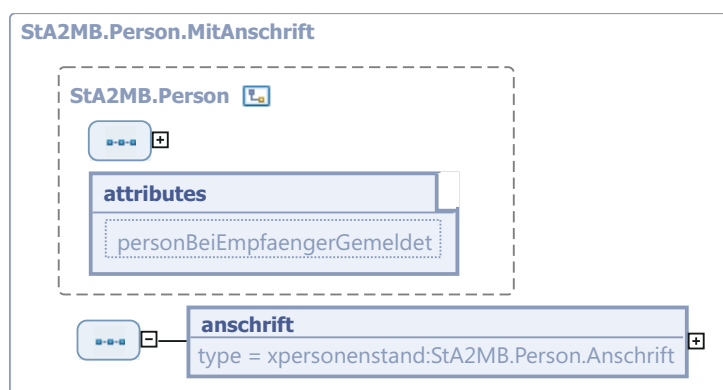 StA2MB.Person.MitAnschrift
StA2MB.Person
attributes
personBeiEmpfaengerGemeldet
anschrift
type = xpersonenstand:StA2MB.Person.Anschrift